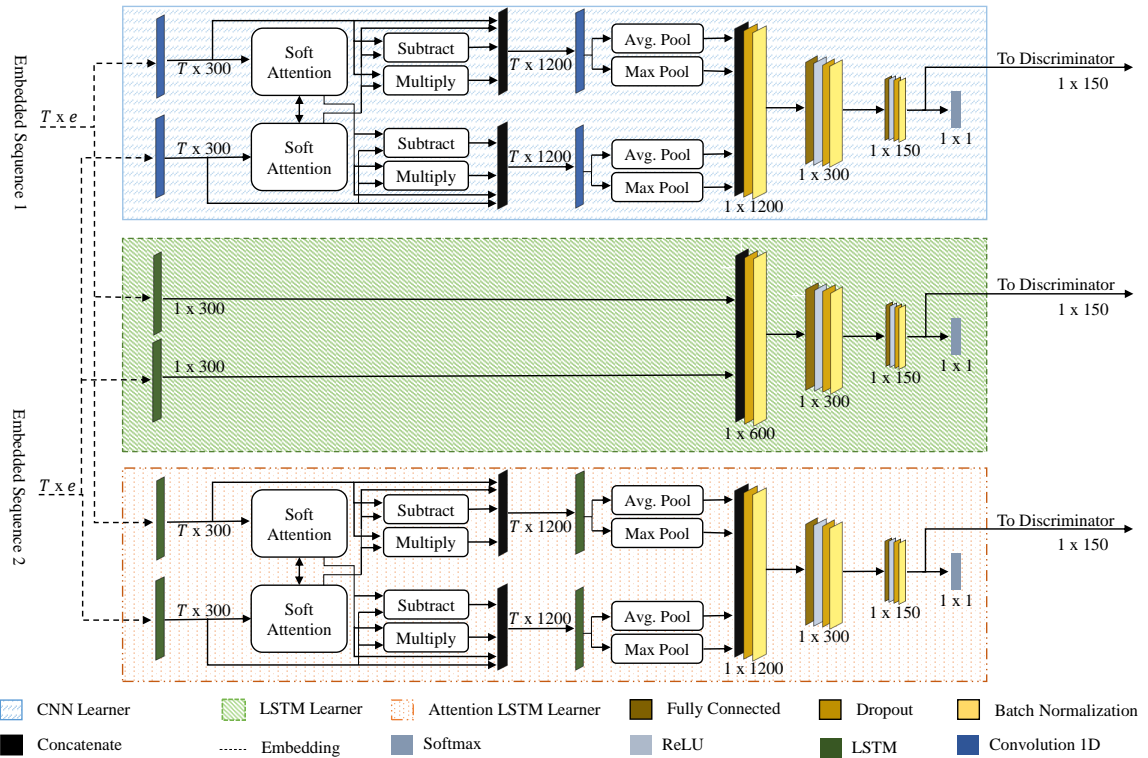 Embedded Sequence 1
T x e
Embedded Sequence 2
T x e
T x 300
Soft
Attention
Subtract
Multiply
T x 1200
Avg. Pool
Max Pool
T x 300
Soft
Attention
Subtract
Multiply
T x 1200
Avg. Pool
Max Pool
1 x 1200
1 x 300
1 x 150
1 x 1
To Discriminator
1 x 150
1 x 300
1 x 300
1 x 600
1 x 300
1 x 150
1 x 1
To Discriminator
1 x 150
T x 300
Soft
Attention
Subtract
Multiply
T x 1200
Avg. Pool
Max Pool
T x 300
Soft
Attention
Subtract
Multiply
T x 1200
Avg. Pool
Max Pool
1 x 1200
1 x 300
1 x 150
1 x 1
To Discriminator
1 x 150
CNN Learner
LSTM Learner
Attention LSTM Learner
Fully Connected
Dropout
Batch Normalization
Concatenate
Embedding
Softmax
ReLU
LSTM
Convolution 1D